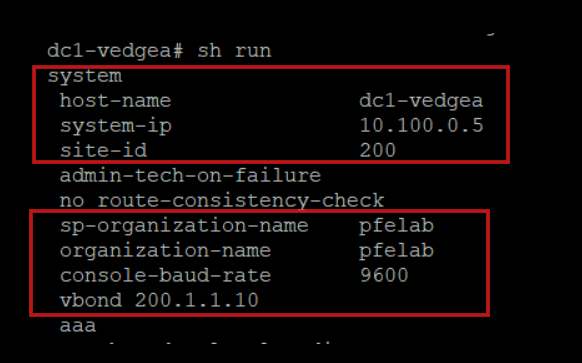 dc1-vedgea# sh run
system
host-name dc1-vedgea
system-ip 10.100.0.5
site-id 200
admin-tech-on-failure
no route-consistency-check
sp-organization-name pfelab
organization-name pfelab
console-baud-rate 9600
vbond 200.1.1.10
aaa